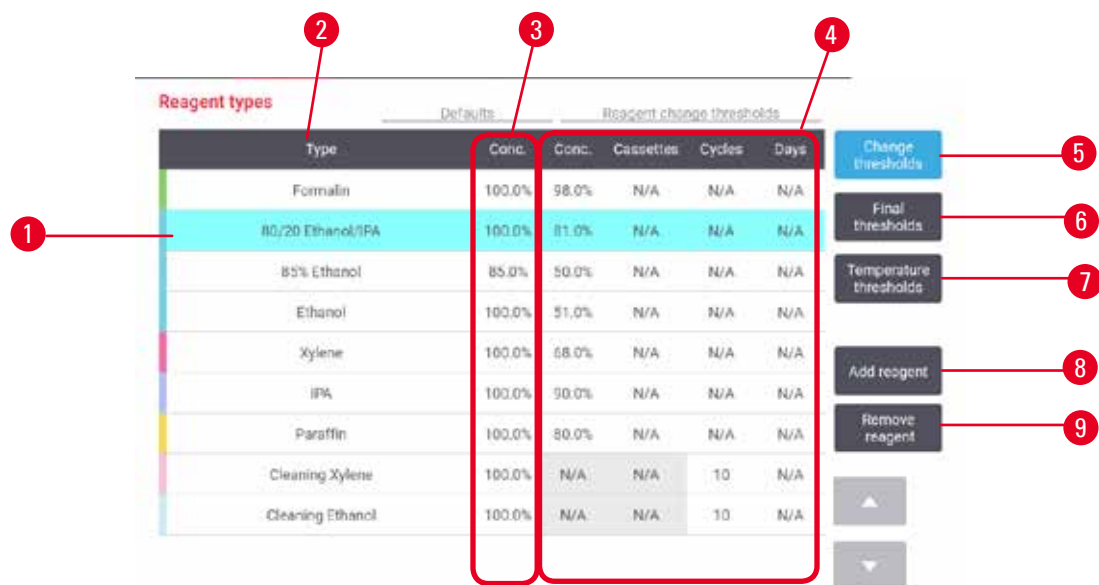 2 3 4
Reagent types
Defaults Reagent change thresholds
Type Conc. Conc. Cassettes Cycles Days
Formalin 100.0% 98.0% N/A N/A N/A
80/20 Ethanol/IPA 100.0% 81.0% N/A N/A N/A
85% Ethanol 85.0% 50.0% N/A N/A N/A
Ethanol 100.0% 51.0% N/A N/A N/A
Xylene 100.0% 68.0% N/A N/A N/A
IPA 100.0% 90.0% N/A N/A N/A
Paraffin 100.0% 80.0% N/A N/A N/A
Cleaning Xylene 100.0% N/A N/A 10 N/A
Cleaning Ethanol 100.0% N/A N/A 10 N/A
1
Change
thresholds
5
Final
thresholds
6
Temperature
thresholds
7
Add reagent
8
Remove
reagent
9